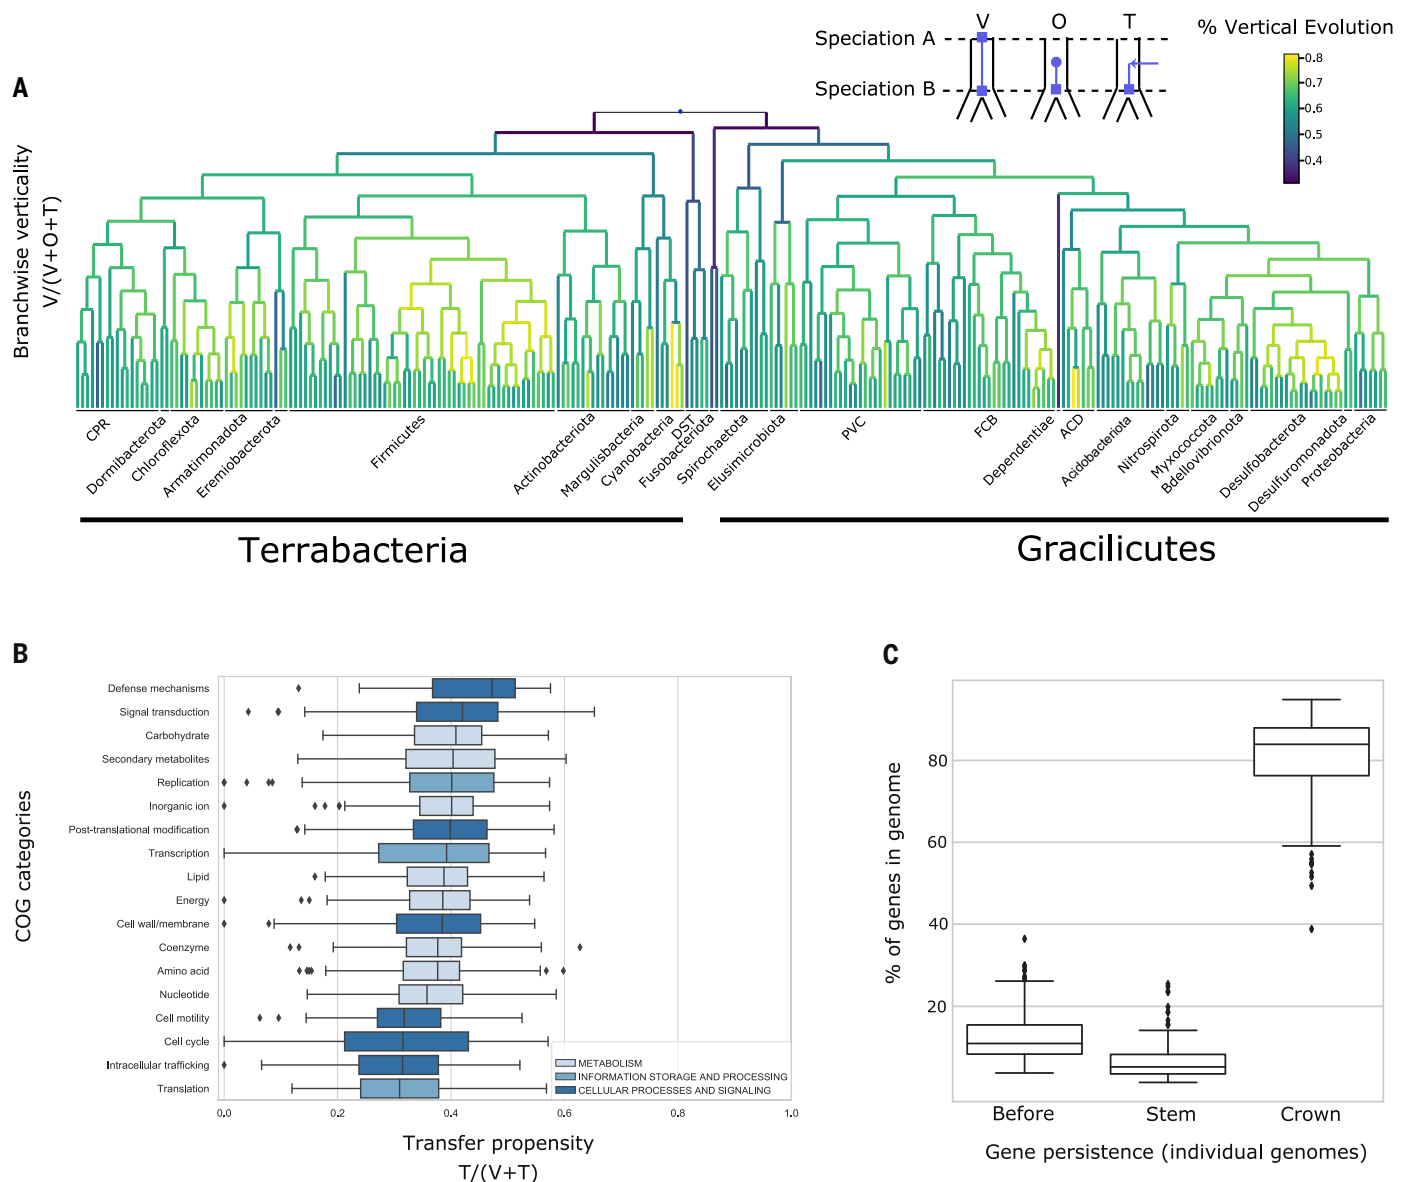 V O T
% Vertical Evolution
Speciation A
Speciation B
0.8
0.7
0.6
0.5
0.4
A
Branchwise verticality
V/(V+O+T)
CPR
Dormibacterota
Chloroflexota
Armatimonadota
Eremiobacterota
Firmicutes
Actinobacteriota
Margulisbacteria
Cyanobacteria
DST
Fusobacteriota
Spirochaetota
Elusimicrobiota
PVC
FCB
Dependentiae
ACD
Acidobacteriota
Nitrospirota
Myxococcota
Bdellovibrionota
Desulfobacterota
Desulfuromonadota
Proteobacteria
Terrabacteria
Gracilicutes
B
COG categories
Defense mechanisms
Signal transduction
Carbohydrate
Secondary metabolites
Replication
Inorganic ion
Post-translational modification
Transcription
Lipid
Energy
Cell wall/membrane
Coenzyme
Amino acid
Nucleotide
Cell motility
Cell cycle
Intracellular trafficking
Translation
METABOLISM
INFORMATION STORAGE AND PROCESSING
CELLULAR PROCESSES AND SIGNALING
0.0 0.2 0.4 0.6 0.8 1.0
Transfer propensity
T/(V+T)
C
% of genes in genome
80
60
40
20
Before Stem Crown
Gene persistence (individual genomes)